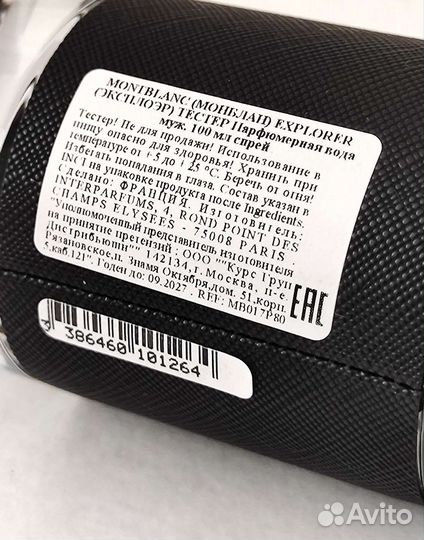 MONTBLANC (МОНБЛАН) EXPLORER
(ЭКСПЛОЭР) ТЕСТЕР Парфюмерная вода
муж. 100 мл спрей
Тестер! Не для продажи! Использование в
пищу опасно для здоровья! Хранить при
температуре от +5 до + 25 °С. Беречь от огня!
Избегать попадания в глаза. Состав указан в
INCI на упаковке продукта после Ingredients.
Сделано: ФРАНЦИЯ. Изготовитель:
INTERPARFUMS, 4, ROND POINT DES
CHAMPS ELYSEES - 75008 PARIS
"Уполномоченный представитель изготовителя
на принятие претензий : ООО ""Курс Груп
Дистрибьюшн"" 142134, г. Москва, п-е.
Рязановское,п. Знамя Октября,дом. 51,корп.
5,каб.121". Годен до: 09.2027 . REF: MB017P80
EAC
3 386460 101264
Avito